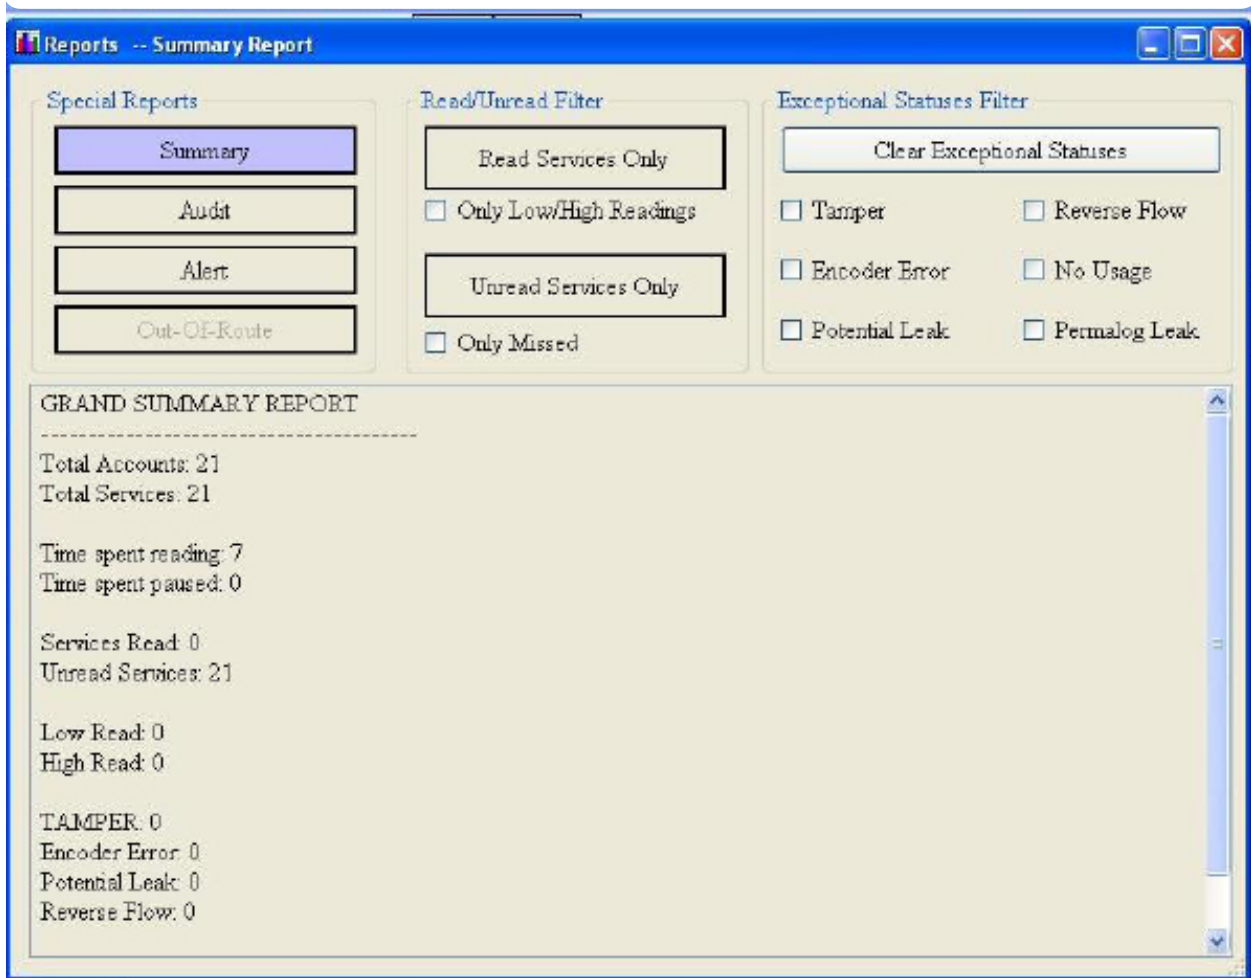 Reports -- Summary Report
Special Reports
Summary
Audit
Alert
Out-Of-Route
Read/Unread Filter
Read Services Only
Only Low/High Readings
Unread Services Only
Only Missed
Exceptional Statuses Filter
Clear Exceptional Statuses
Tamper
Reverse Flow
Encoder Error
No Usage
Potential Leak
Permalog Leak
GRAND SUMMARY REPORT
---------------------------------------
Total Accounts: 21
Total Services: 21
Time spent reading: 7
Time spent paused: 0
Services Read: 0
Unread Services: 21
Low Read: 0
High Read: 0
TAMPER: 0
Encoder Error: 0
Potential Leak: 0
Reverse Flow: 0